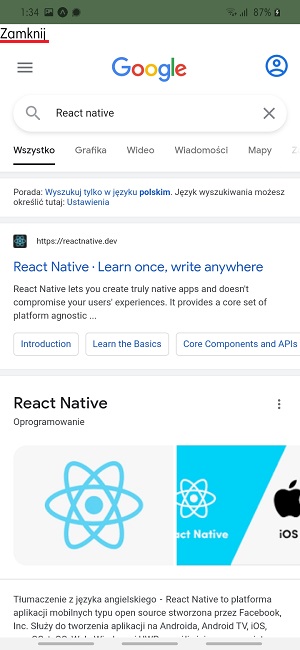 1:34
87%
Zamknij
Google
React native
Wszystko Grafika Wideo Wiadomości Mapy Z
Porada: Wyszukuj tylko w języku polskim. Język wyszukiwania możesz
określić tutaj: Ustawienia
https://reactnative.dev
React Native · Learn once, write anywhere
React Native lets you create truly native apps and doesn't
compromise your users' experiences. It provides a core set of
platform agnostic ...
Introduction Learn the Basics Core Components and APIs
React Native
Oprogramowanie
act Native
iOS
Tłumaczenie z języka angielskiego - React Native to platforma
aplikacji mobilnych typu open source stworzona przez Facebook,
Inc. Służy do tworzenia aplikacji na Androida, Android TV, iOS,